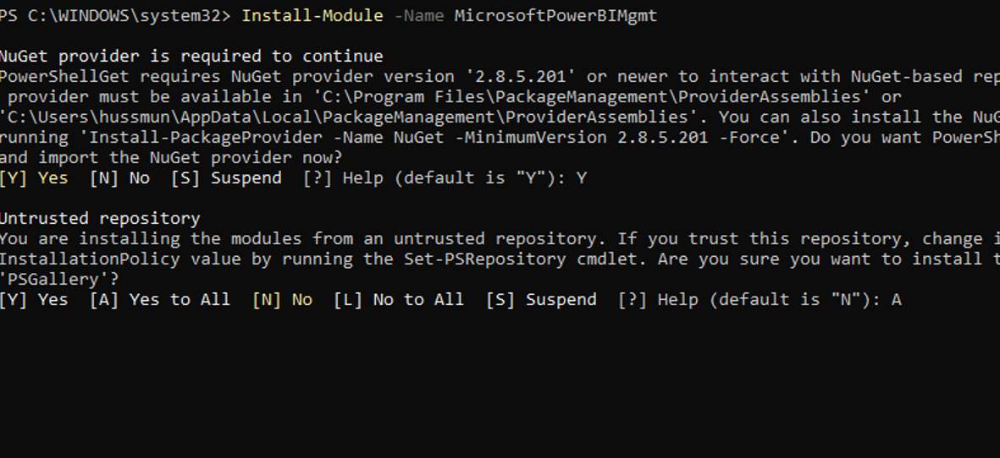 PS C:\WINDOWS\system32> Install-Module -Name MicrosoftPowerBIMgmt
NuGet provider is required to continue
PowerShellGet requires NuGet provider version '2.8.5.201' or newer to interact with NuGet-based rep
provider must be available in 'C:\Program Files\PackageManagement\ProviderAssemblies' or
'C:\Users\hussmun\AppData\Local\PackageManagement\ProviderAssemblies'. You can also install the NuG
running 'Install-PackageProvider -Name NuGet -MinimumVersion 2.8.5.201 -Force'. Do you want PowerSh
and import the NuGet provider now?
[Y] Yes [N] No [S] Suspend [?] Help (default is "Y"): Y
Untrusted repository
You are installing the modules from an untrusted repository. If you trust this repository, change i
InstallationPolicy value by running the Set-PSRepository cmdlet. Are you sure you want to install t
'PSGallery'?
[Y] Yes [A] Yes to All [N] No [L] No to All [S] Suspend [?] Help (default is "N"): A